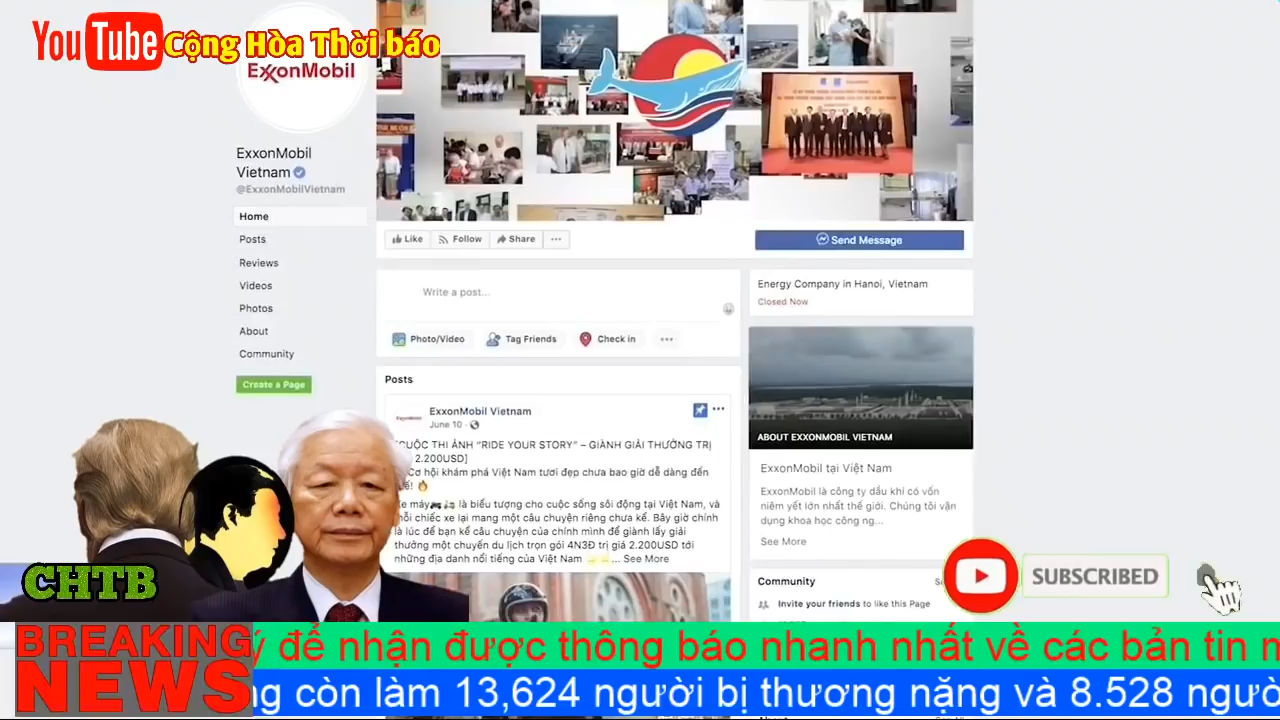 YouTube Cộng Hòa Thời báo
ExxonMobil
ExxonMobil
Vietnam
@ExxonMobilVietnam
Home
Posts
Reviews
Videos
Photos
About
Community
Create a Page
Like
Follow
Share
Send Message
Write a post...
Photo/Video
Tag Friends
Check in
Posts
ExxonMobil Vietnam
June 10
CUỘC THI ẢNH “RIDE YOUR STORY” – GIÀNH GIẢI THƯỞNG TRỊ
2.200USD]
Cơ hội khám phá Việt Nam tươi đẹp chưa bao giờ dễ dàng đến
máy là biểu tượng cho cuộc sống sôi động tại Việt Nam, và
mỗi chiếc xe lại mang một câu chuyện riêng chưa kể. Bây giờ chính
là lúc để bạn kể câu chuyện của chính mình để giành lấy giải
thưởng một chuyến du lịch trọn gói 4N3Đ trị giá 2.200USD tới
những địa danh nổi tiếng của Việt Nam ... See More
Energy Company in Hanoi, Vietnam
Closed Now
ABOUT EXXONMOBIL VIETNAM
ExxonMobil tại Việt Nam
ExxonMobil là công ty dầu khí có vốn
niêm yết lớn nhất thế giới. Chúng tôi vận
dụng khoa học công ng...
See More
Community
Invite your friends to like this Page
SUBSCRIBED
CHTB
BREAKING
NEWS
ý để nhận được thông báo nhanh nhất về các bản tin m
ng còn làm 13,624 người bị thương nặng và 8.528 ngườ